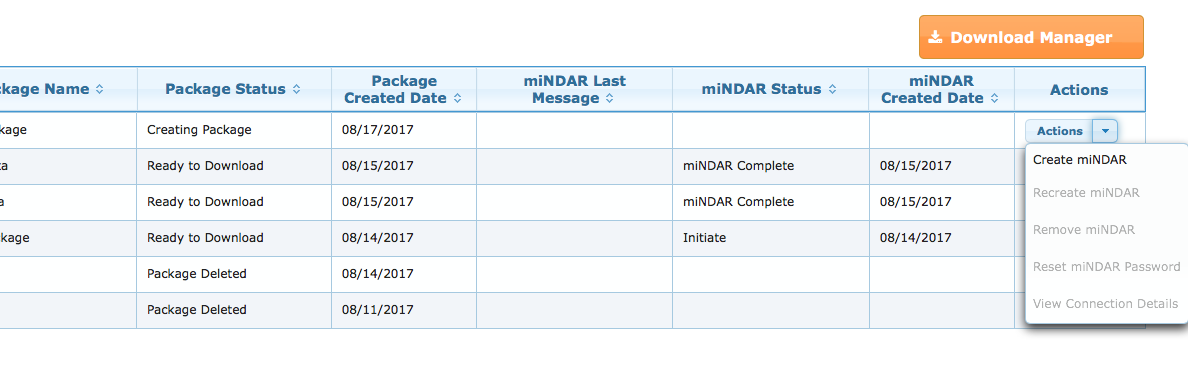 Download Manager
ckage Name Package Status Package Created Date miNDAR Last Message miNDAR Status miNDAR Created Date Actions
kage Creating Package 08/17/2017 Actions
ta Ready to Download 08/15/2017 miNDAR Complete 08/15/2017
a Ready to Download 08/15/2017 miNDAR Complete 08/15/2017
kage Ready to Download 08/14/2017 Initiate 08/14/2017
Package Deleted 08/14/2017
Package Deleted 08/11/2017
Create miNDAR
Recreate miNDAR
Remove miNDAR
Reset miNDAR Password
View Connection Details